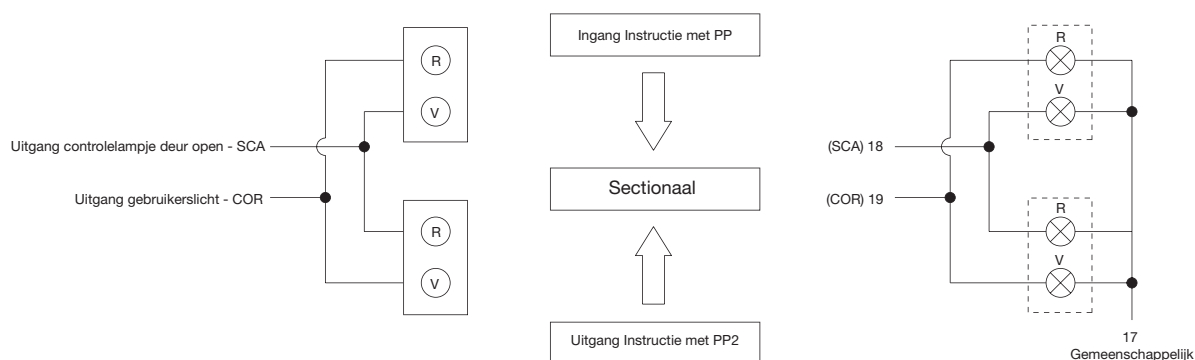 R
V
Uitgang controlelampje deur open - SCA
Uitgang gebruikerslicht - COR
R
V
Ingang Instructie met PP
Sectionaal
Uitgang Instructie met PP2
R
V
(SCA) 18
(COR) 19
R
V
17
Gemeenschappelijk